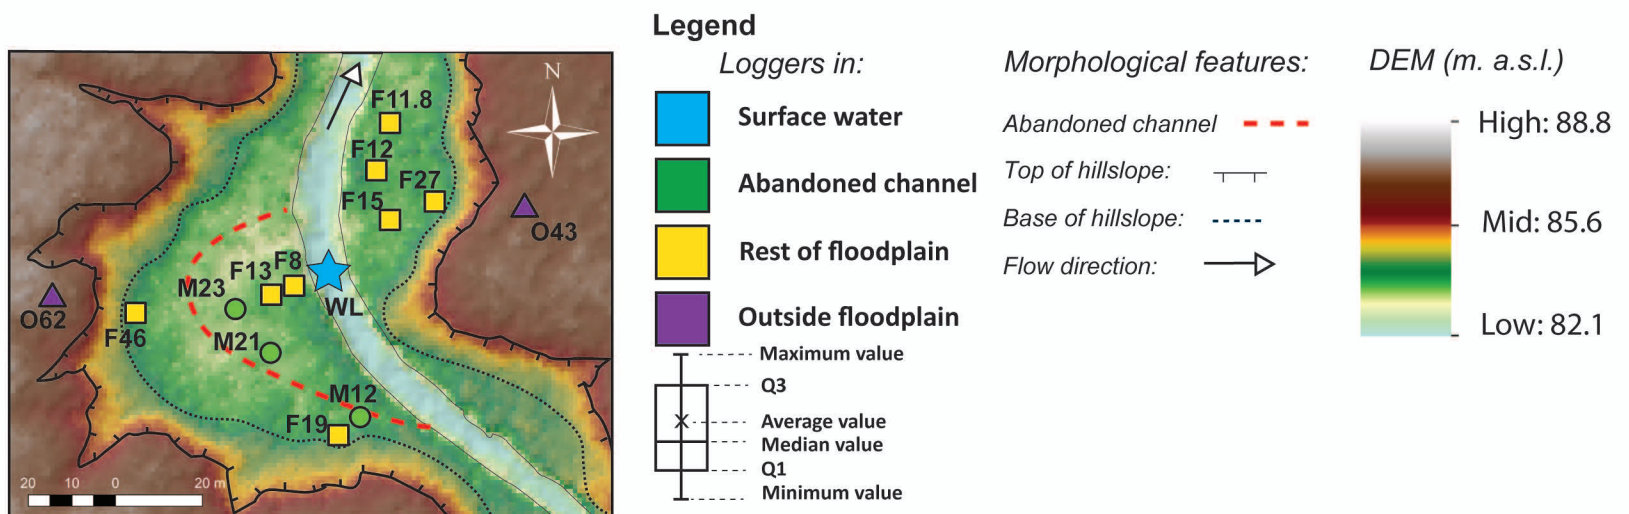 N
F11.8
F12
F27
F15
O43
F13 F8
M23
WL
O62
F46
M21
M12
F19
20 10 0 20 m
Legend
Loggers in:
Surface water
Abandoned channel
Rest of floodplain
Outside floodplain
Maximum value
Q3
Average value
Median value
Q1
Minimum value
Morphological features:
Abandoned channel
Top of hillslope:
Base of hillslope:
Flow direction:
DEM (m. a.s.l.)
High: 88.8
Mid: 85.6
Low: 82.1